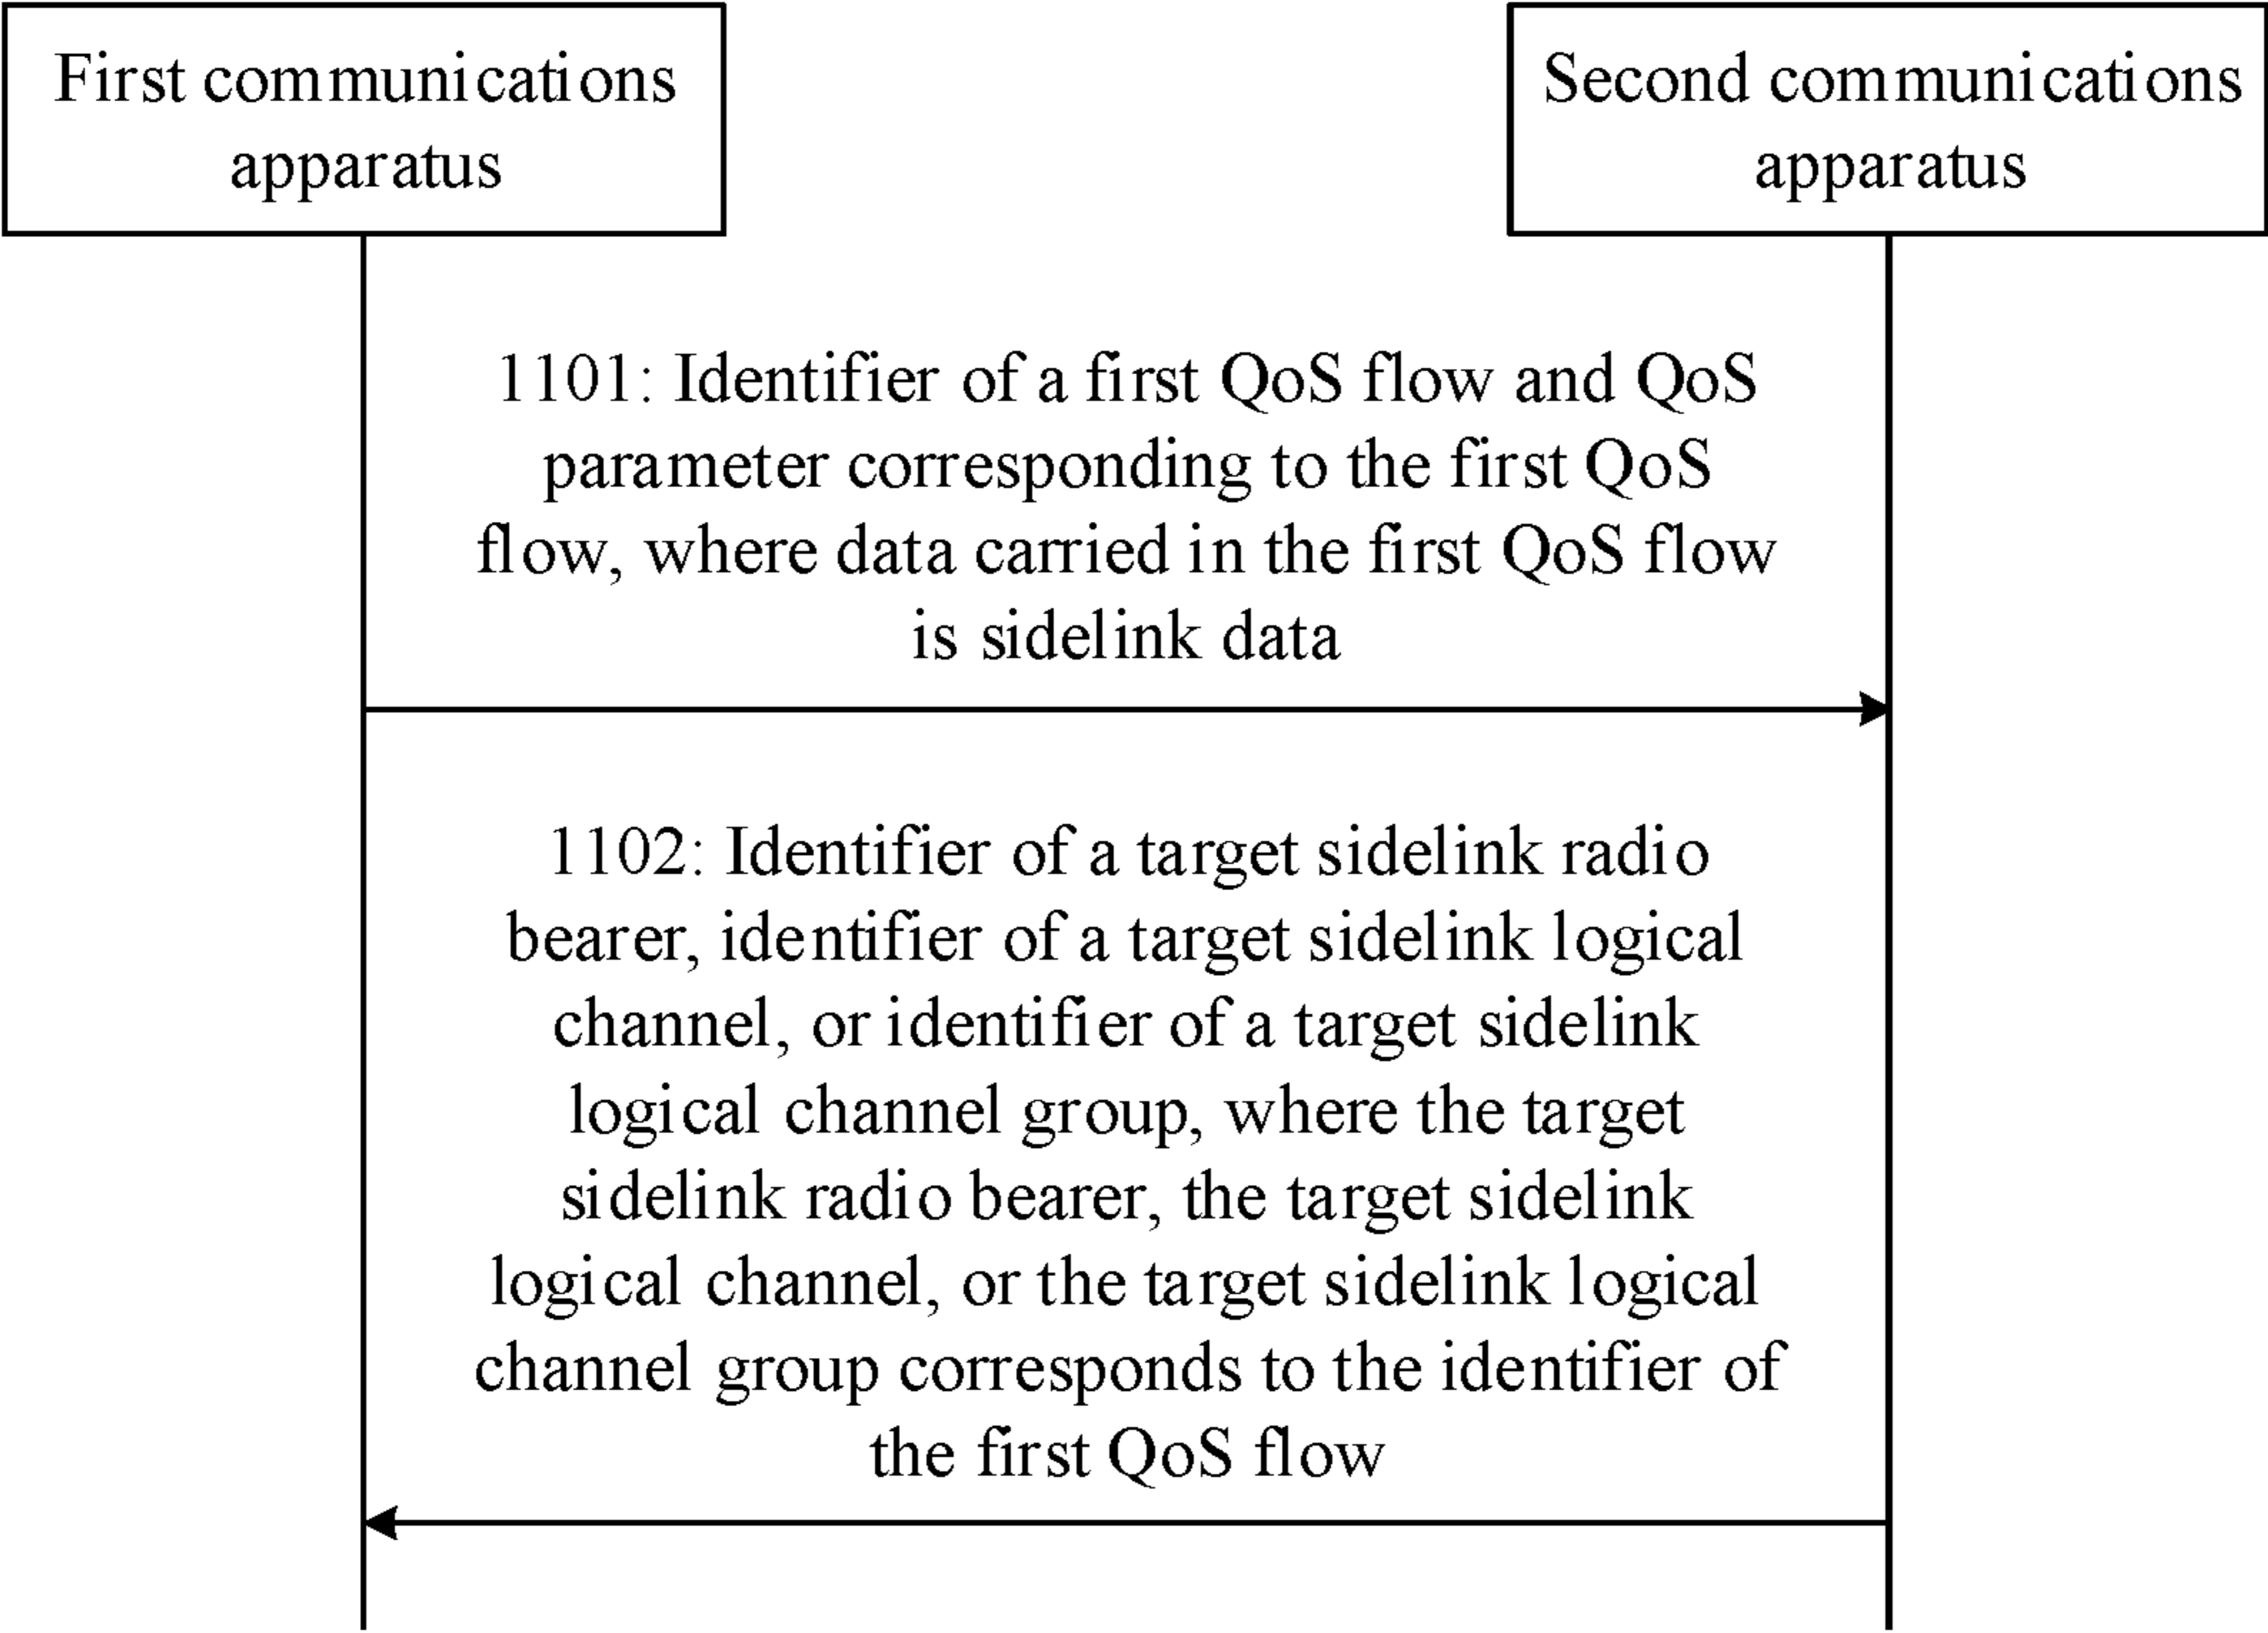 First communications
apparatus
Second communications
apparatus
1101: Identifier of a first QoS flow and QoS
parameter corresponding to the first QoS
flow, where data carried in the first QoS flow
is sidelink data
1102: Identifier of a target sidelink radio
bearer, identifier of a target sidelink logical
channel, or identifier of a target sidelink
logical channel group, where the target
sidelink radio bearer, the target sidelink
logical channel, or the target sidelink logical
channel group corresponds to the identifier of
the first QoS flow